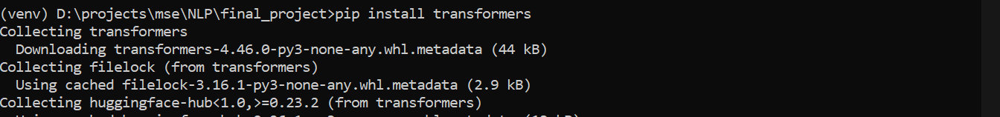 (venv) D:\projects\mse\NLP\final_project>pip install transformers
Collecting transformers
  Downloading transformers-4.46.0-py3-none-any.whl.metadata (44 kB)
Collecting filelock (from transformers)
  Using cached filelock-3.16.1-py3-none-any.whl.metadata (2.9 kB)
Collecting huggingface-hub<1.0,>=0.23.2 (from transformers)